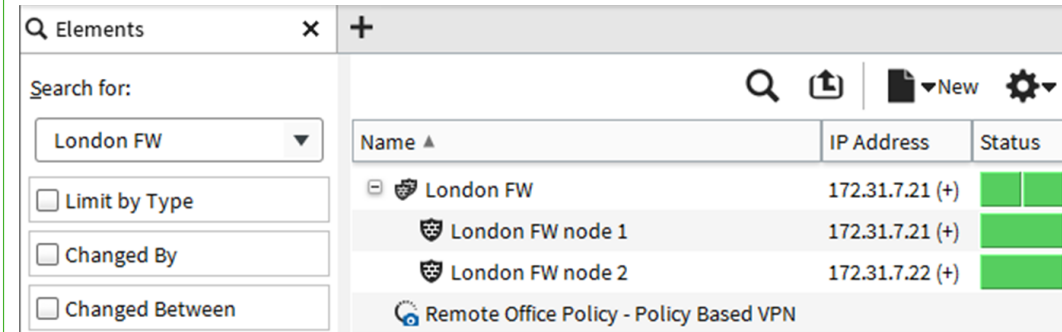 Elements
Search for:
London FW
Limit by Type
Changed By
Changed Between
New
Name IP Address Status
London FW 172.31.7.21 (+)
London FW node 1 172.31.7.21 (+)
London FW node 2 172.31.7.22 (+)
Remote Office Policy - Policy Based VPN